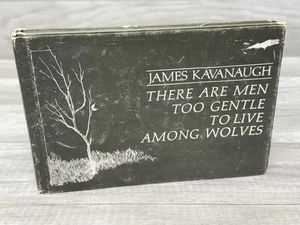 JAMES KAVANAUGH
THERE ARE MEN
TOO GENTLE
TO LIVE
AMONG WOLVES